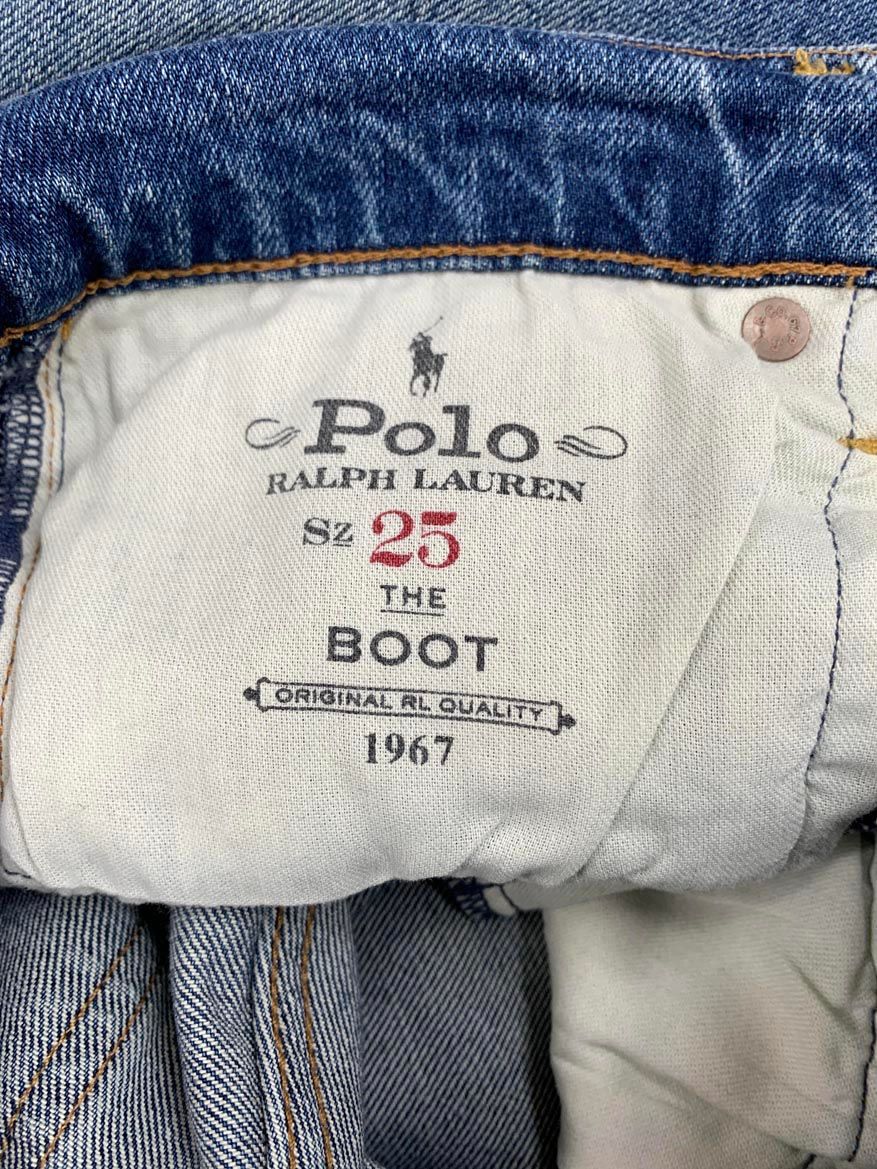 Polo
RALPH LAUREN
Sz 25
THE
BOOT
ORIGINAL RL QUALITY
1967